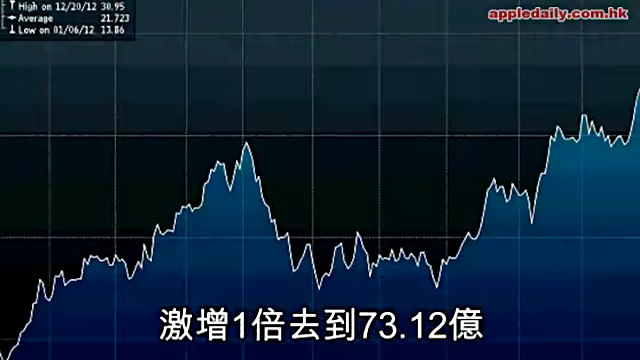 High on 12/20/12 30.95
Average 21.723
Low on 01/06/12 13.86
appledaily.com.hk
激增1倍去到73.12億